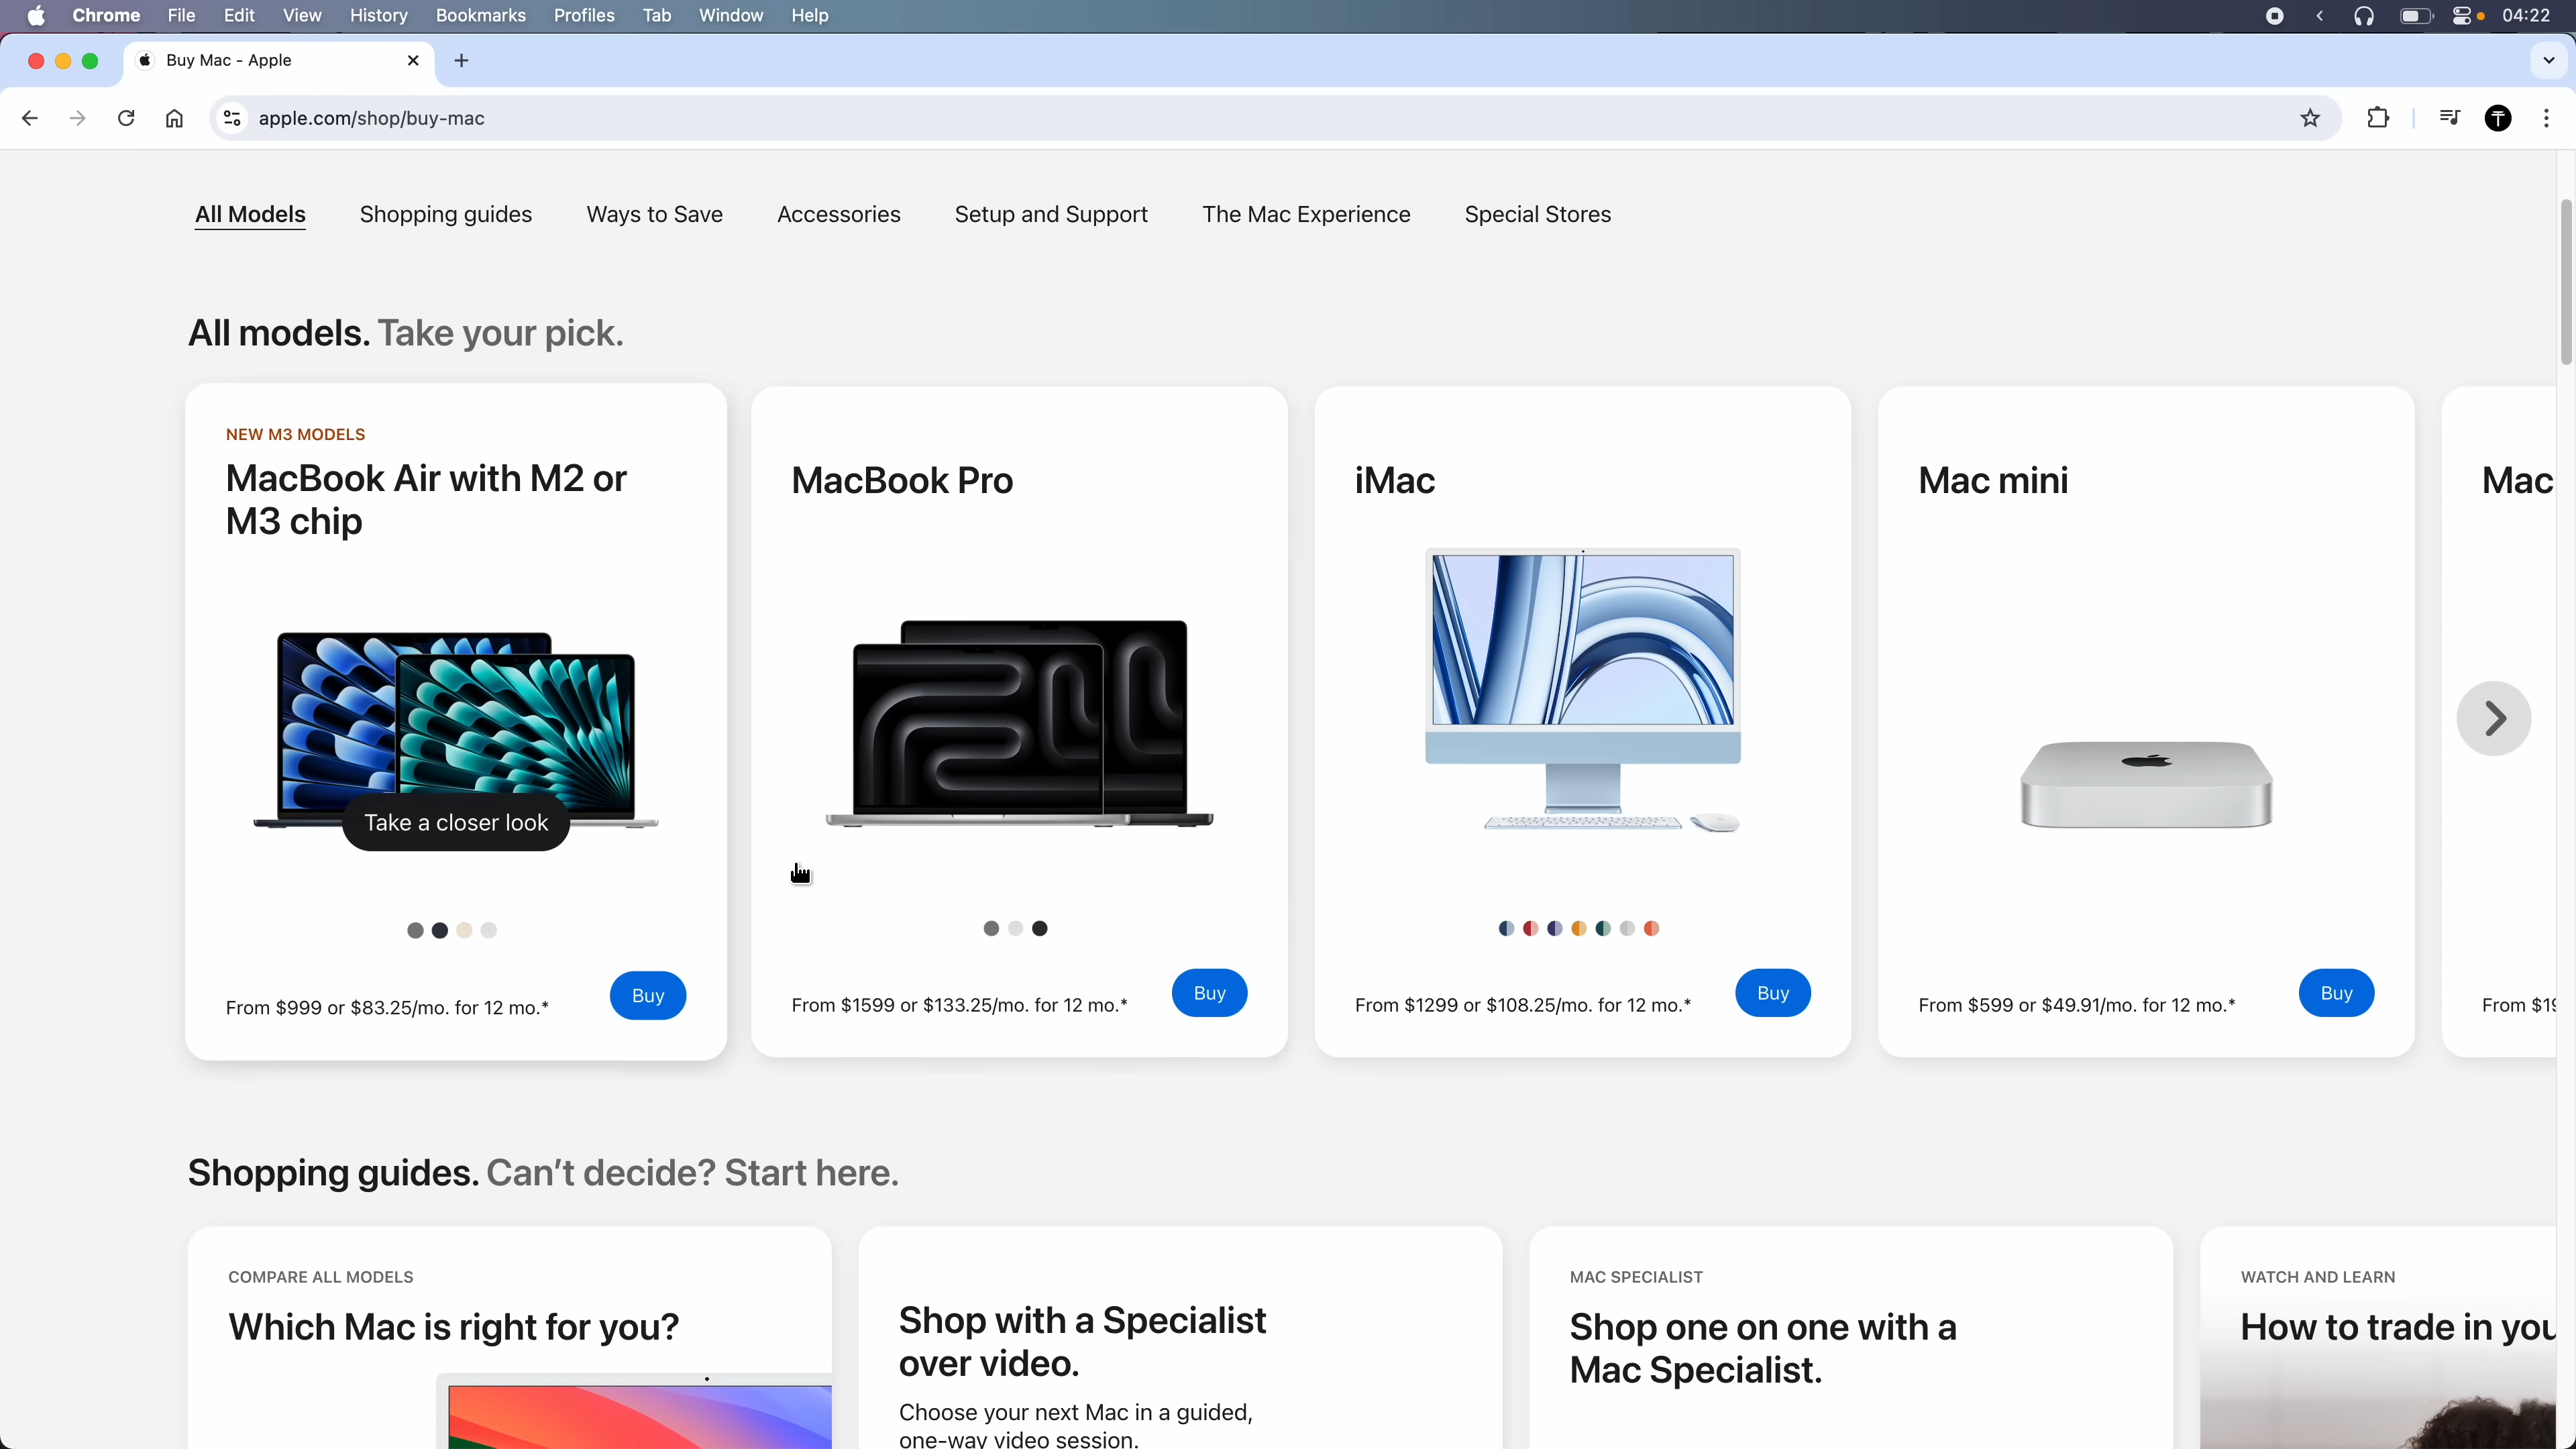 Chrome File Edit View History Bookmarks Profiles Tab Window Help 04:22
Buy Mac - Apple
apple.com/shop/buy-mac
All Models Shopping guides Ways to Save Accessories Setup and Support The Mac Experience Special Stores
All models. Take your pick.
NEW M3 MODELS
MacBook Air with M2 or
M3 chip
Take a closer look
From $999 or $83.25/mo. for 12 mo.*
Buy
MacBook Pro
From $1599 or $133.25/mo. for 12 mo.*
Buy
iMac
From $1299 or $108.25/mo. for 12 mo.*
Buy
Mac mini
From $599 or $49.91/mo. for 12 mo.*
Buy
Mac
From $19
Shopping guides. Can't decide? Start here.
COMPARE ALL MODELS
Which Mac is right for you?
Shop with a Specialist
over video.
Choose your next Mac in a guided,
one-way video session.
MAC SPECIALIST
Shop one on one with a
Mac Specialist.
WATCH AND LEARN
How to trade in you